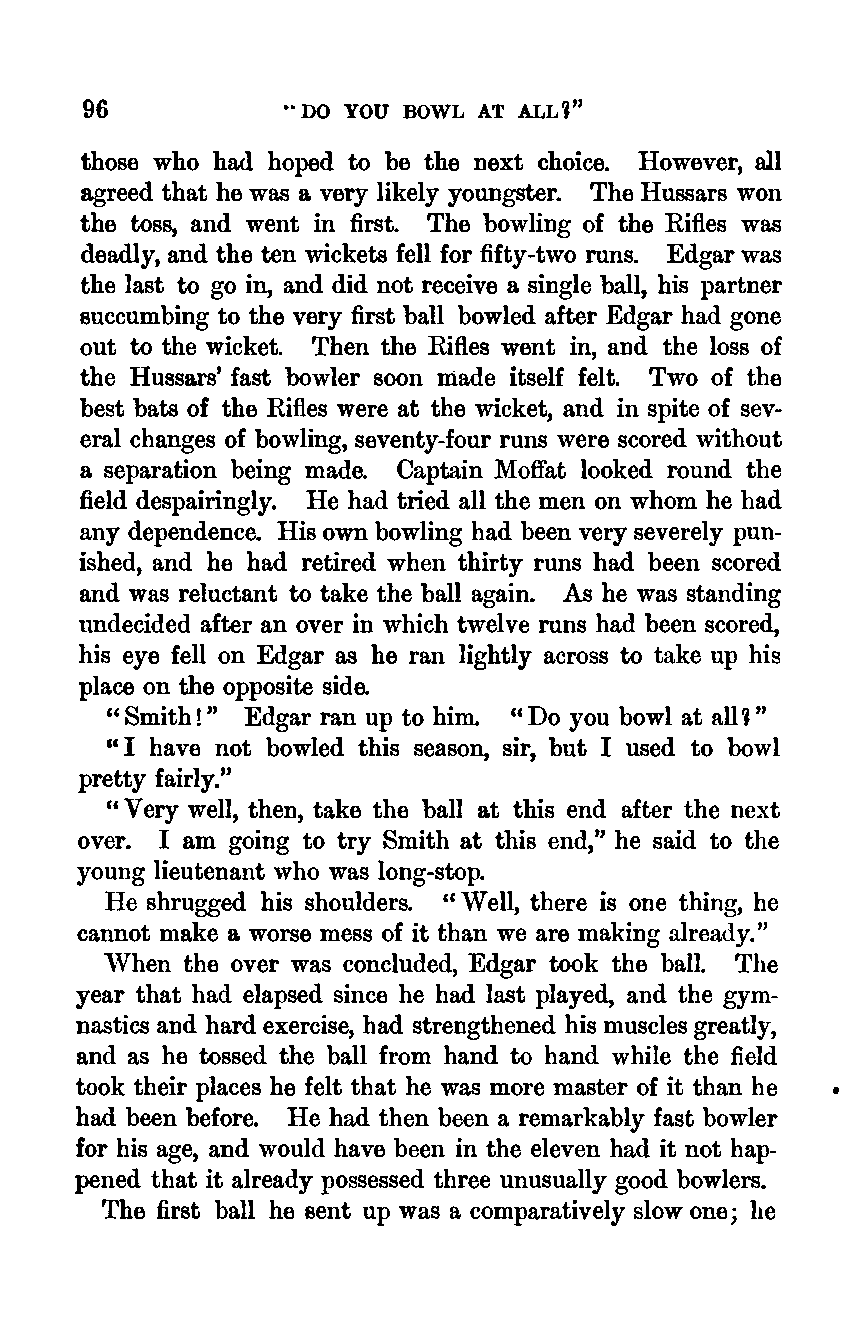 96 "DO YOU BOWL AT ALL?"
those who had hoped to be the next choice. However, all
agreed that he was a very likely youngster. The Hussars won
the toss, and went in first. The bowling of the Rifles was
deadly, and the ten wickets fell for fifty-two runs. Edgar was
the last to go in, and did not receive a single ball, his partner
succumbing to the very first ball bowled after Edgar had gone
out to the wicket. Then the Rifles went in, and the loss of
the Hussars' fast bowler soon made itself felt. Two of the
best bats of the Rifles were at the wicket, and in spite of sev-
eral changes of bowling, seventy-four runs were scored without
a separation being made. Captain Moffat looked round the
field despairingly. He had tried all the men on whom he had
any dependence. His own bowling had been very severely pun-
ished, and he had retired when thirty runs had been scored
and was reluctant to take the ball again. As he was standing
undecided after an over in which twelve runs had been scored,
his eye fell on Edgar as he ran lightly across to take up his
place on the opposite side.
"Smith!" Edgar ran up to him. "Do you bowl at all?"
"I have not bowled this season, sir, but I used to bowl
pretty fairly."
"Very well, then, take the ball at this end after the next
over. I am going to try Smith at this end," he said to the
young lieutenant who was long-stop.
He shrugged his shoulders. "Well, there is one thing, he
cannot make a worse mess of it than we are making already."
When the over was concluded, Edgar took the ball. The
year that had elapsed since he had last played, and the gym-
nastics and hard exercise, had strengthened his muscles greatly,
and as he tossed the ball from hand to hand while the field
took their places he felt that he was more master of it than he
had been before. He had then been a remarkably fast bowler
for his age, and would have been in the eleven had it not hap-
pened that it already possessed three unusually good bowlers.
The first ball he sent up was a comparatively slow one; he